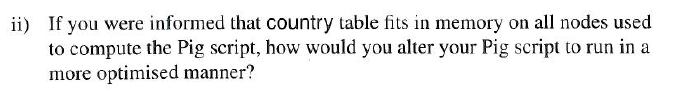 ii) If you were informed that country table fits in memory on all nodes used
to compute the Pig script, how would you alter your Pig script to run in a
more optimised manner?